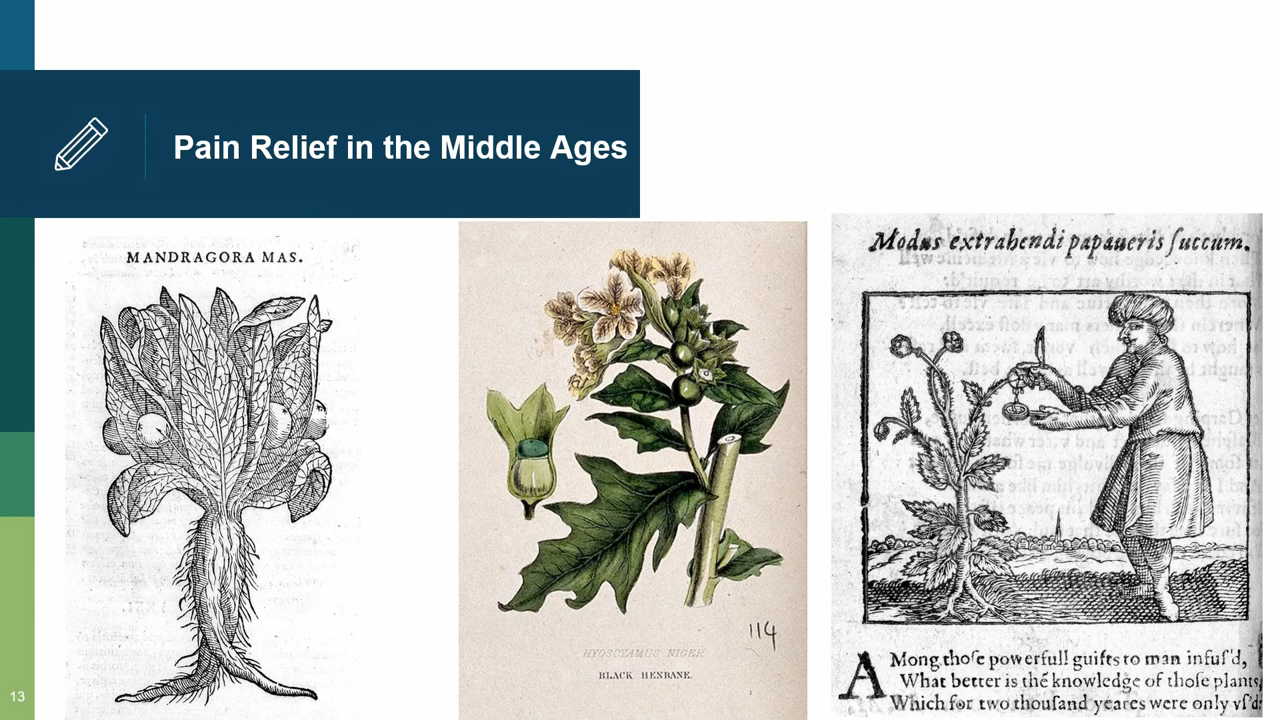 Pain Relief in the Middle Ages
MANDRAGORA MAS.
114
HYOSCYAMUS NIGER
BLACK HENBANE.
Modus extrahendi papaueris ſuccum.
AMong thoſe powerfull guifts to man infuſ'd,
What better is the knowledge of thoſe plants,
Which for two thouſand yeares were only vſ'd:
13